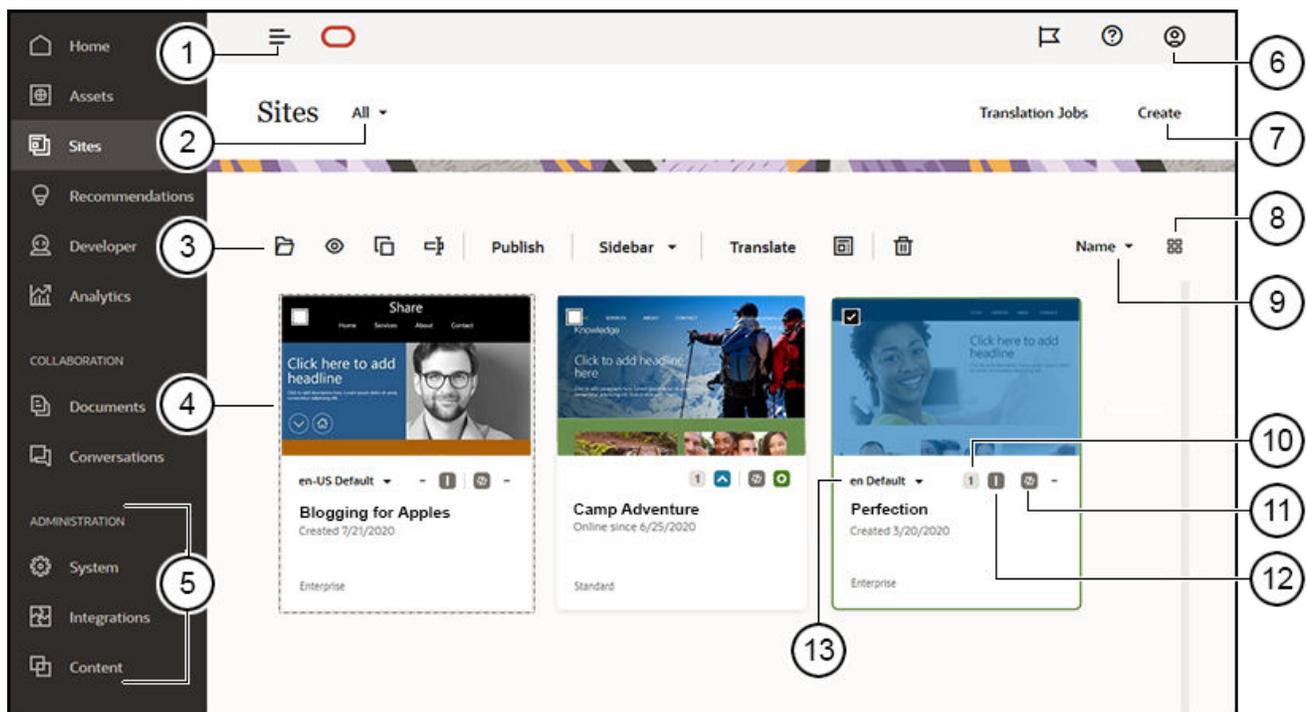 Home
Assets
Sites
Recommendations
Developer
Analytics
COLLABORATION
Documents
Conversations
ADMINISTRATION
System
Integrations
Content
1
2
3
4
5
Sites All
Translation Jobs Create
Publish Sidebar Translate Name
Share
Home Services About Contact
Click here to add
headline
en-US Default - -
Blogging for Apples
Created 7/21/2020
Enterprise
SERVICES ABOUT CONTACT
Knowledge
Click to add headline
here
1
Camp Adventure
Online since 6/25/2020
Standard
Click here to add
headline
en Default 1 -
Perfection
Created 3/20/2020
Enterprise
6
7
8
9
10
11
12
13